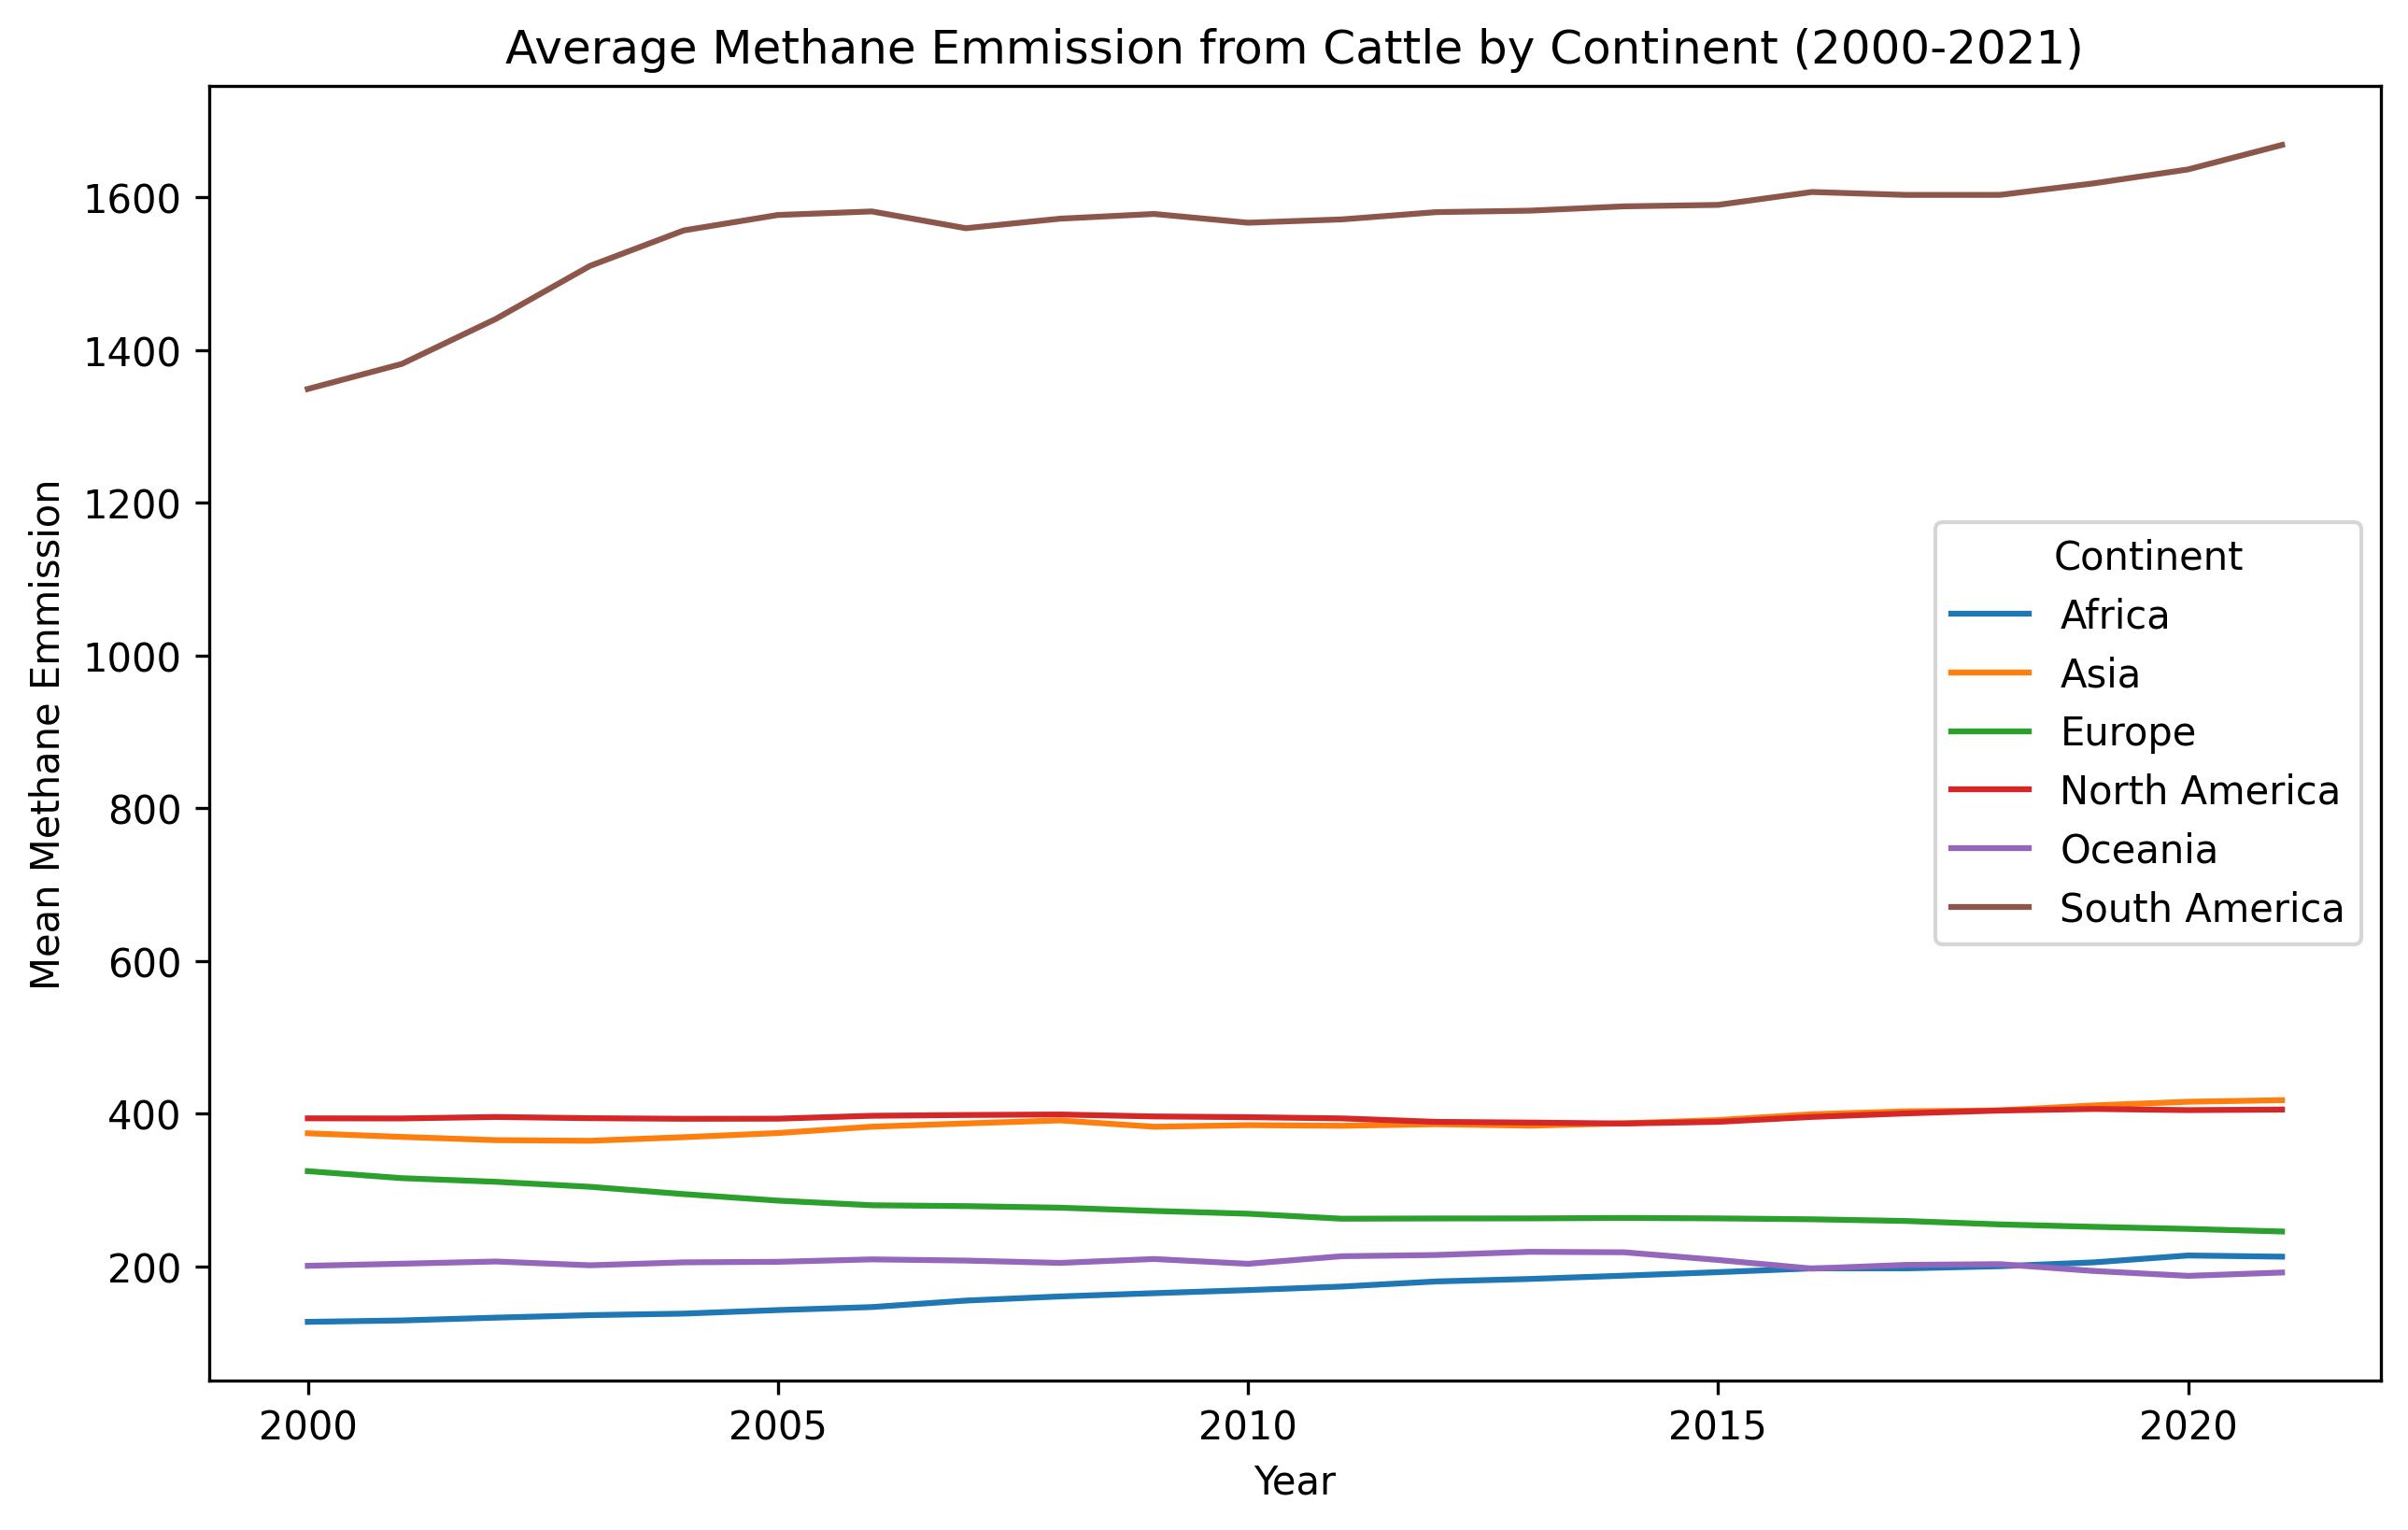 Average Methane Emmission from Cattle by Continent (2000-2021)
Mean Methane Emmission
1600
1400
1200
1000
800
600
400
200
Continent
Africa
Asia
Europe
North America
Oceania
South America
2000 2005 2010 2015 2020
Year